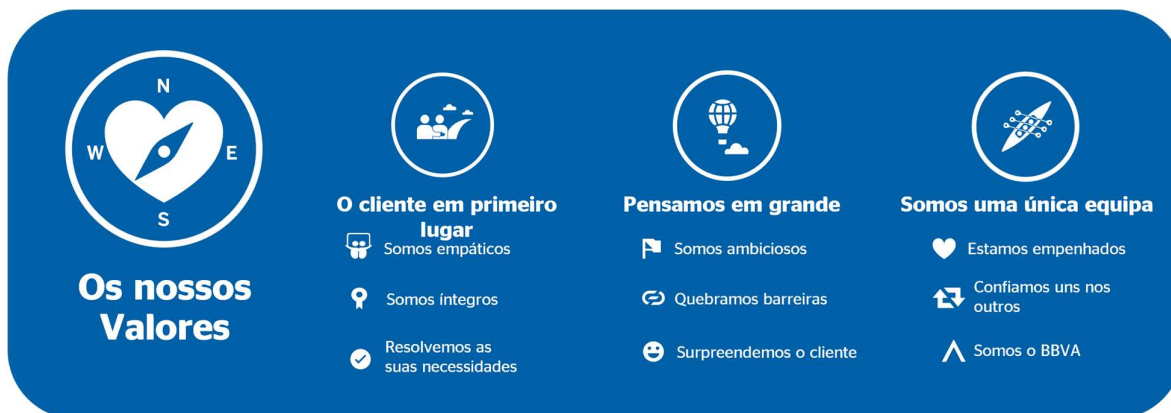 N
W
E
S
Os nossos
Valores
O cliente em primeiro
lugar
Somos empáticos
Somos íntegros
Resolvemos as
suas necessidades
Pensamos em grande
Somos ambiciosos
Quebramos barreiras
Surpreendemos o cliente
Somos uma única equipa
Estamos empenhados
Confiamos uns nos
outros
Somos o BBVA